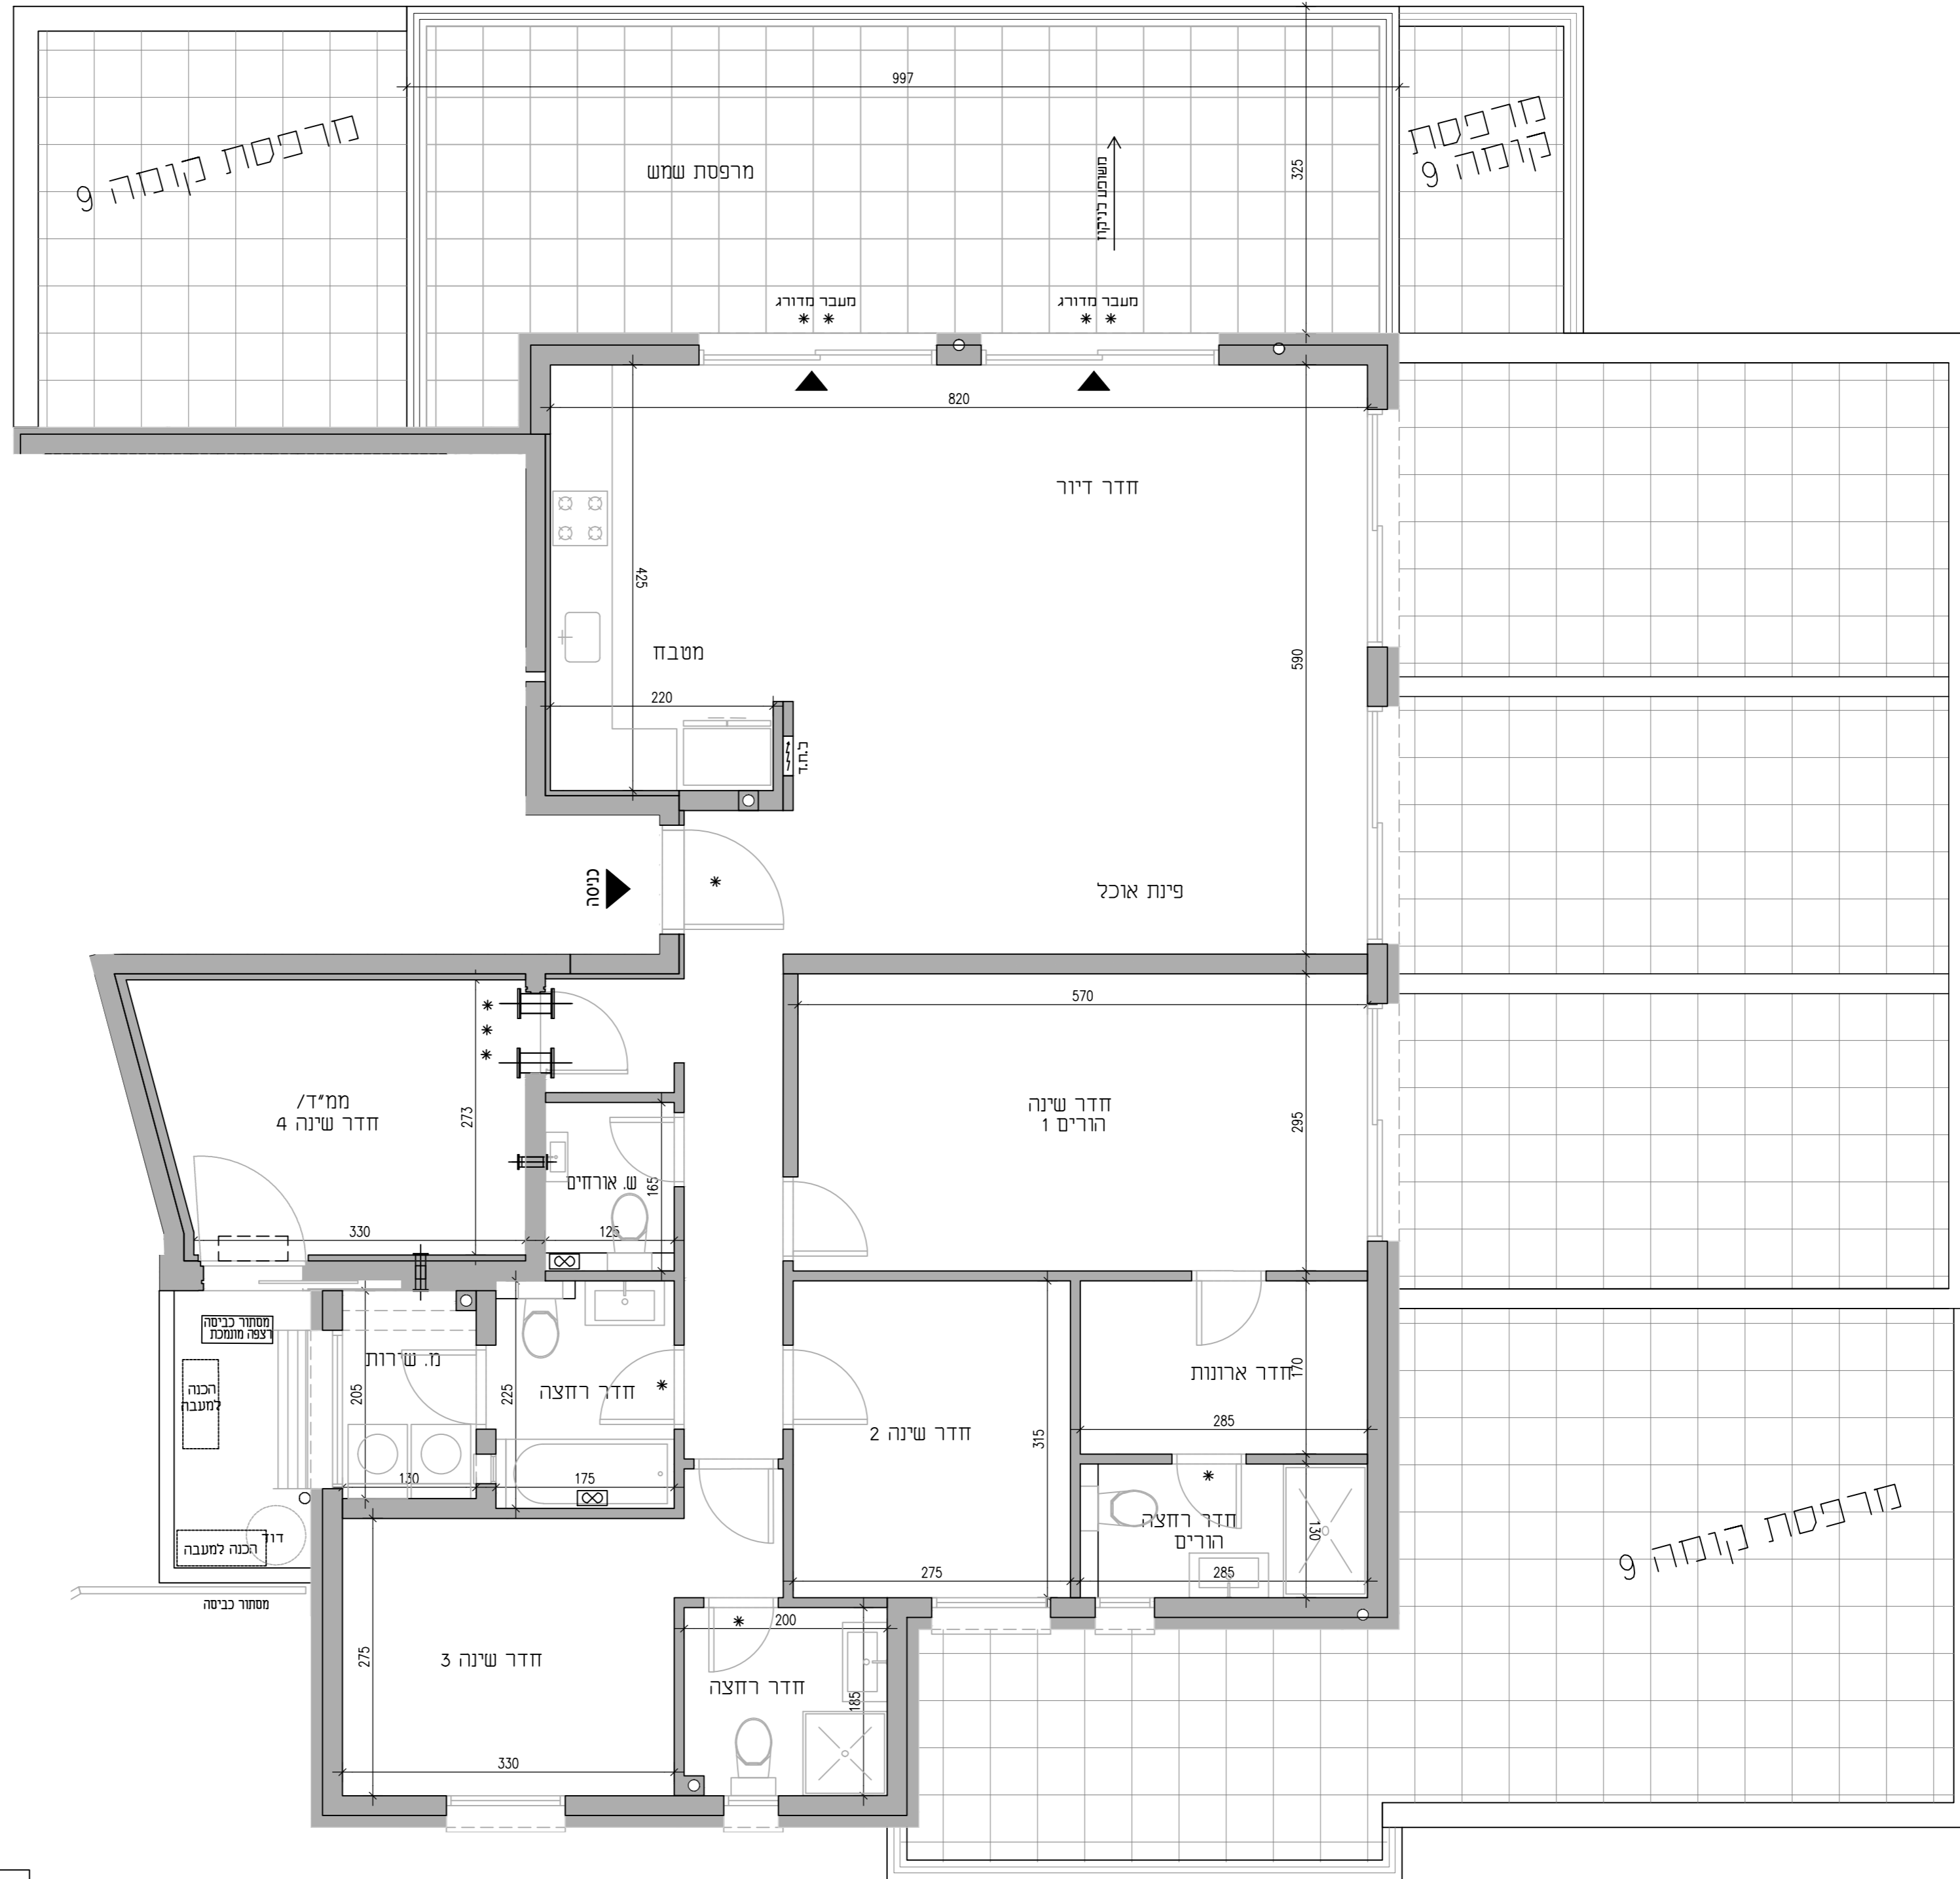 997
מרפסת קומה 9
מרפסת
קומה 9
325
מרפסת שמש
מעבר מדורג
* *
מעבר מדורג
* *
820
חדר דיור
425
590
מטבח
220
ת.ח.ד
כניסה
*
פינת אוכל
570
273
*
*
*
ממ"ד/
חדר שינה 4
חדר שינה
הורים 1
295
165
ש. אורחים
330
125
מסתור כביסה
רצפה מונמכת
מ. שירות
הכנה
למעבה
205
225
חדר רחצה
*
חדר ארונות
170
285
חדר שינה 2
315
130
175
*
חדר רחצה
הורים
130
דוד
הכנה למעבה
מסתור כביסה
275
285
מרפסת קומה 9
*
200
275
חדר שינה 3
חדר רחצה
185
330